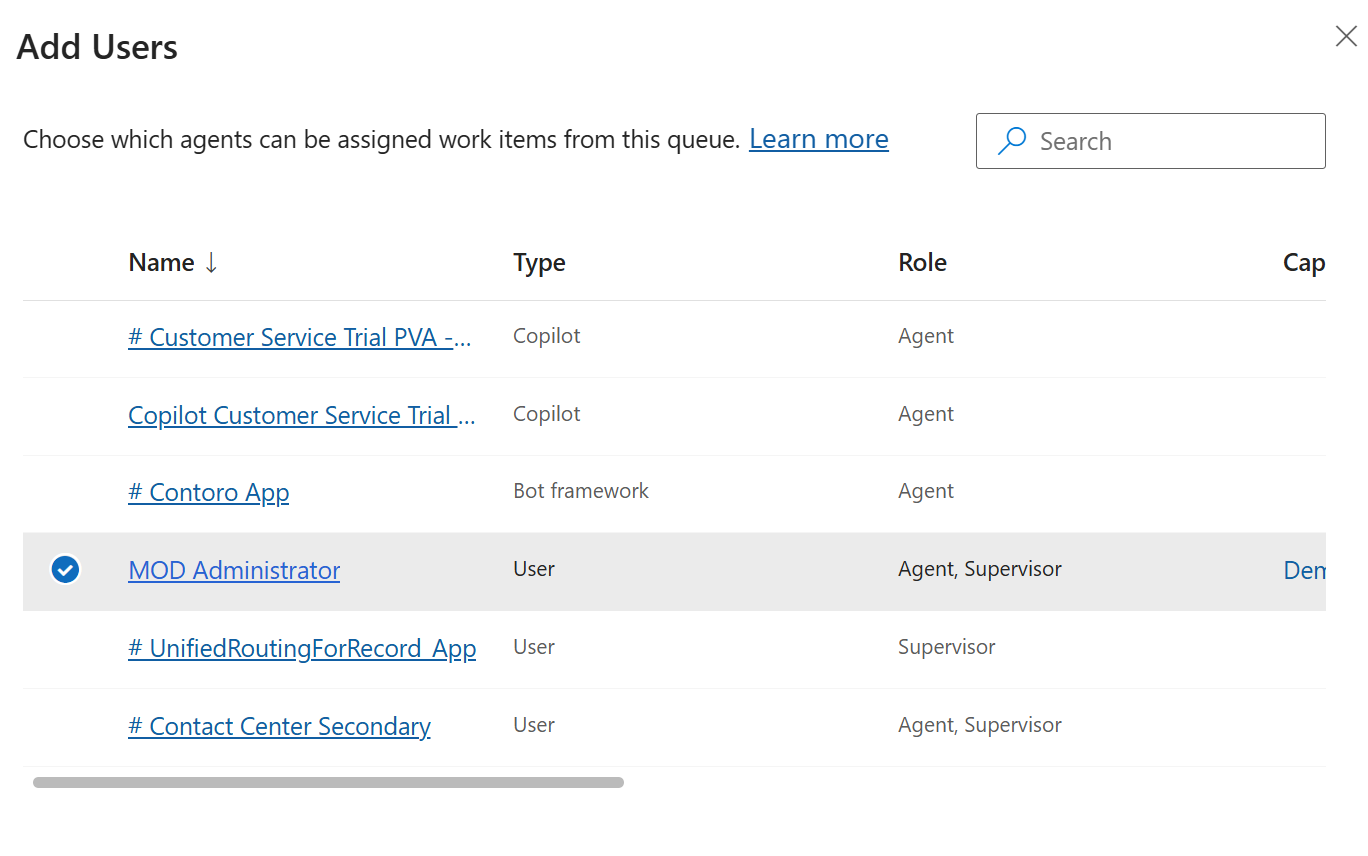 Add Users
Choose which agents can be assigned work items from this queue. Learn more
Search
Name ↓ Type Role Cap
# Customer Service Trial PVA -... Copilot Agent
Copilot Customer Service Trial ... Copilot Agent
# Contoro App Bot framework Agent
MOD Administrator User Agent, Supervisor Dem
# UnifiedRoutingForRecord_App User Supervisor
# Contact Center Secondary User Agent, Supervisor